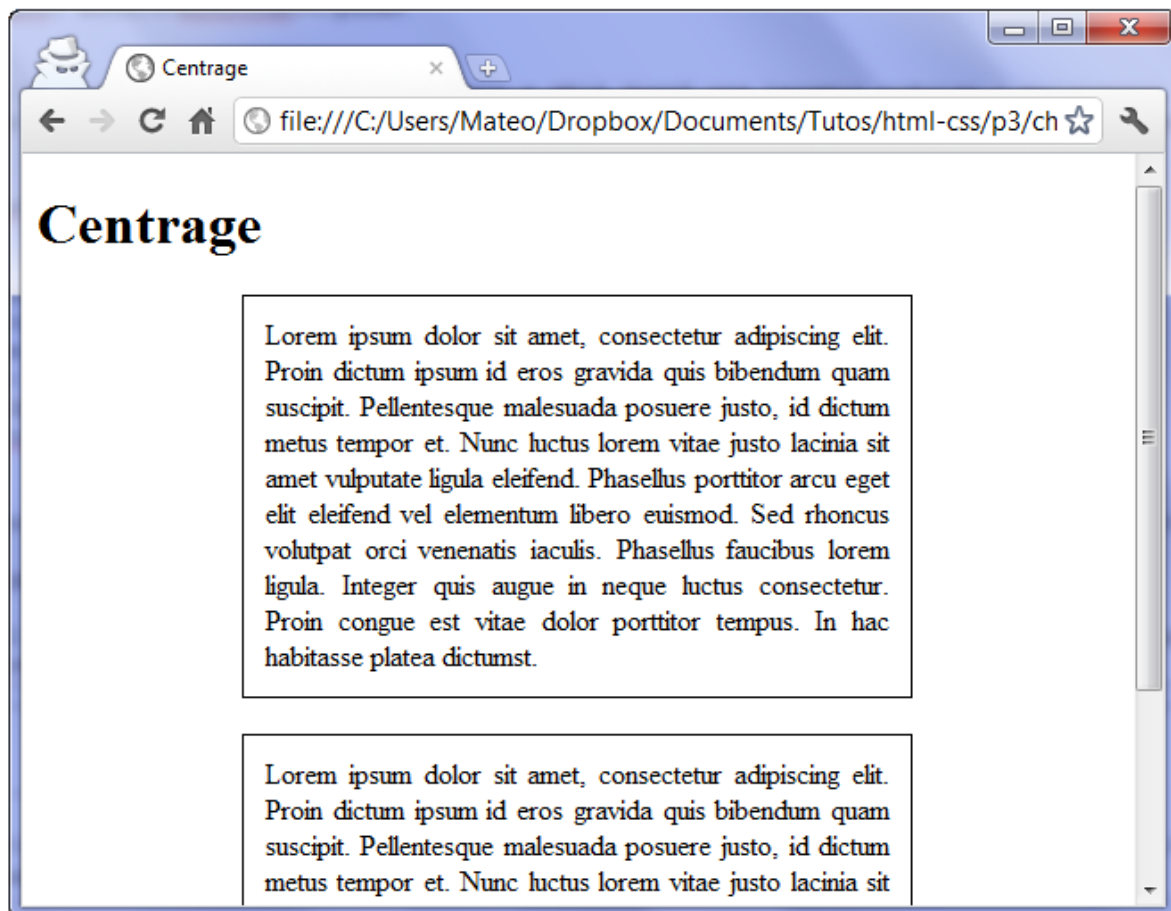 Centrage
file:///C:/Users/Mateo/Dropbox/Documents/Tutos/html-css/p3/ch
Centrage
Lorem ipsum dolor sit amet, consectetur adipiscing elit.
Proin dictum ipsum id eros gravida quis bibendum quam
suscipit. Pellentesque malesuada posuere justo, id dictum
metus tempor et. Nunc luctus lorem vitae justo lacinia sit
amet vulputate ligula eleifend. Phasellus porttitor arcu eget
elit eleifend vel elementum libero euismod. Sed rhoncus
volutpat orci venenatis iaculis. Phasellus faucibus lorem
ligula. Integer quis augue in neque luctus consectetur.
Proin congue est vitae dolor porttitor tempus. In hac
habitasse platea dictumst.
Lorem ipsum dolor sit amet, consectetur adipiscing elit.
Proin dictum ipsum id eros gravida quis bibendum quam
suscipit. Pellentesque malesuada posuere justo, id dictum
metus tempor et. Nunc luctus lorem vitae justo lacinia sit